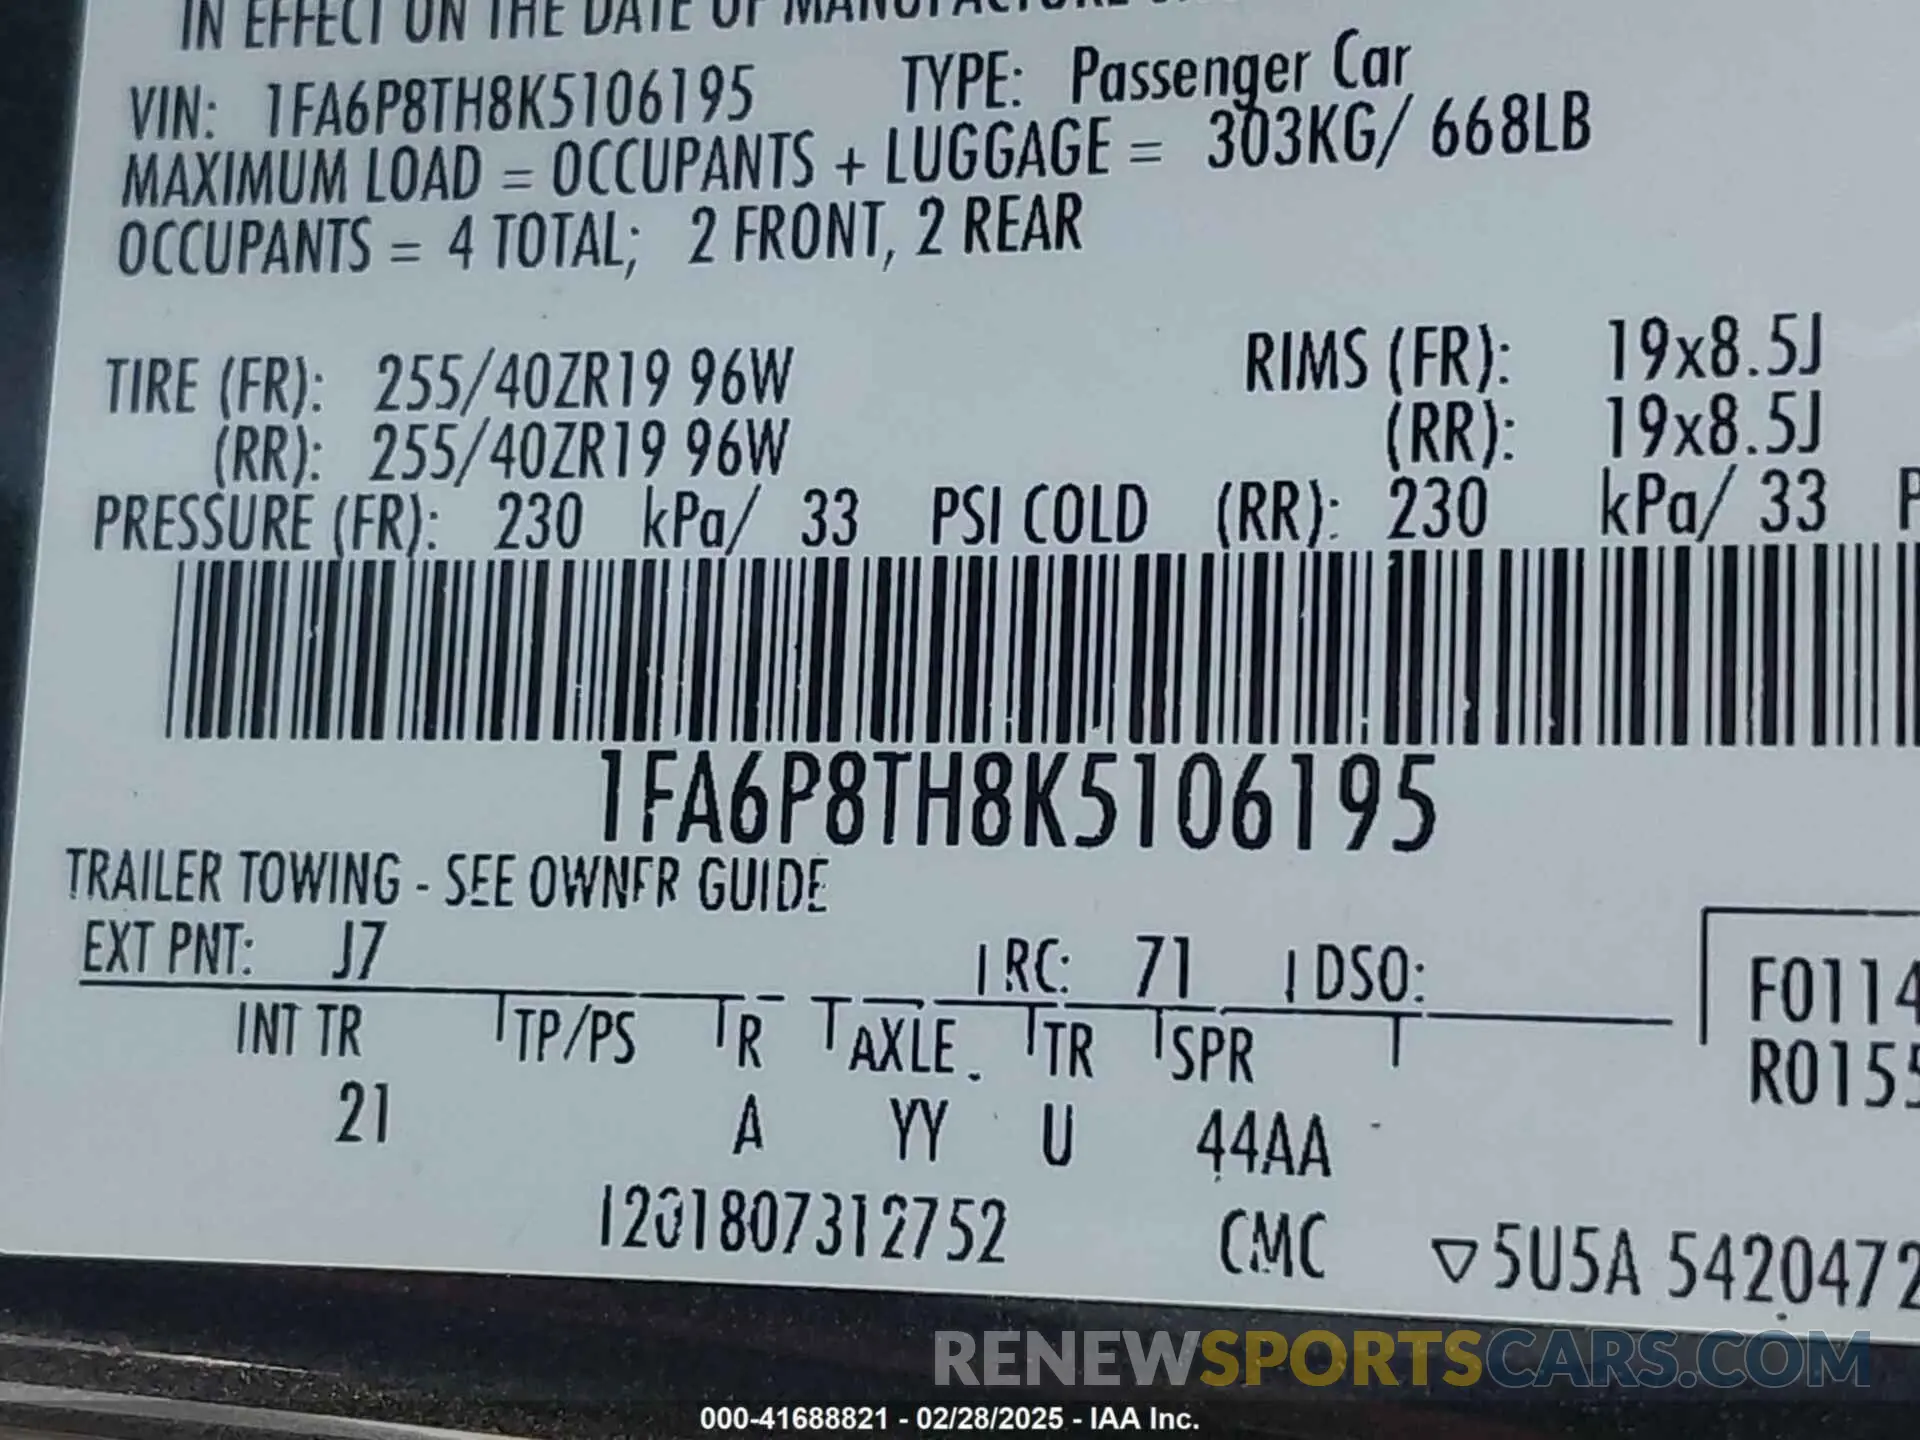 IN EFFECT ON THE DATE OF MANUFACTURE
VIN: 1FA6P8TH8K5106195 TYPE: Passenger Car
MAXIMUM LOAD = OCCUPANTS + LUGGAGE = 303KG/ 668LB
OCCUPANTS = 4 TOTAL; 2 FRONT, 2 REAR
TIRE (FR): 255/40ZR19 96W RIMS (FR): 19x8.5J
(RR): 255/40ZR19 96W (RR): 19x8.5J
PRESSURE (FR): 230 kPa/ 33 PSI COLD (RR): 230 kPa/ 33 P
1FA6P8TH8K5106195
TRAILER TOWING - SEE OWNER GUIDE
EXT PNT: J7 RC: 71 DSO: F0114
INT TR TP/PS R AXLE TR SPR R0155
21 A YY U 44AA
I201807312752 CMC ▽5U5A 5420472
RENEWSPORTSCARS.COM
000-41688821 - 02/28/2025 - IAA Inc.